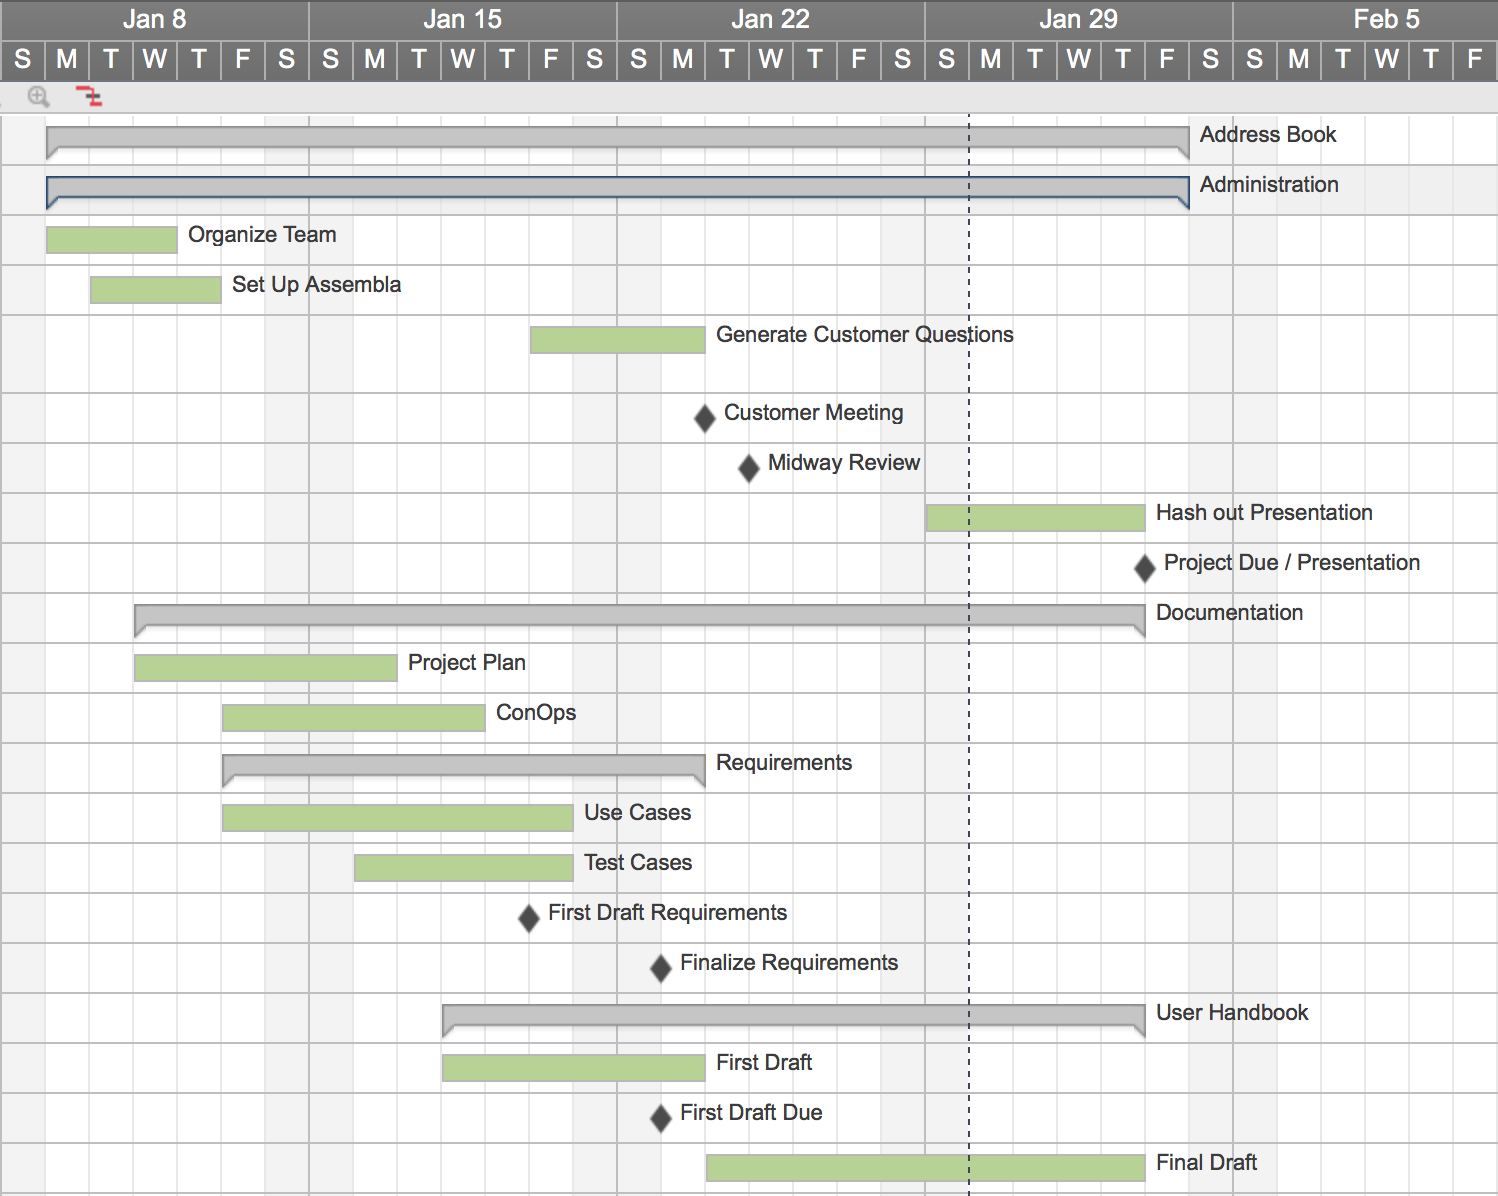 Jan 8 Jan 15 Jan 22 Jan 29 Feb 5
S M T W T F S S M T W T F S S M T W T F S S M T W T F S S M T W T F
Address Book
Administration
Organize Team
Set Up Assembla
Generate Customer Questions
Customer Meeting
Midway Review
Hash out Presentation
Project Due / Presentation
Documentation
Project Plan
ConOps
Requirements
Use Cases
Test Cases
First Draft Requirements
Finalize Requirements
User Handbook
First Draft
First Draft Due
Final Draft